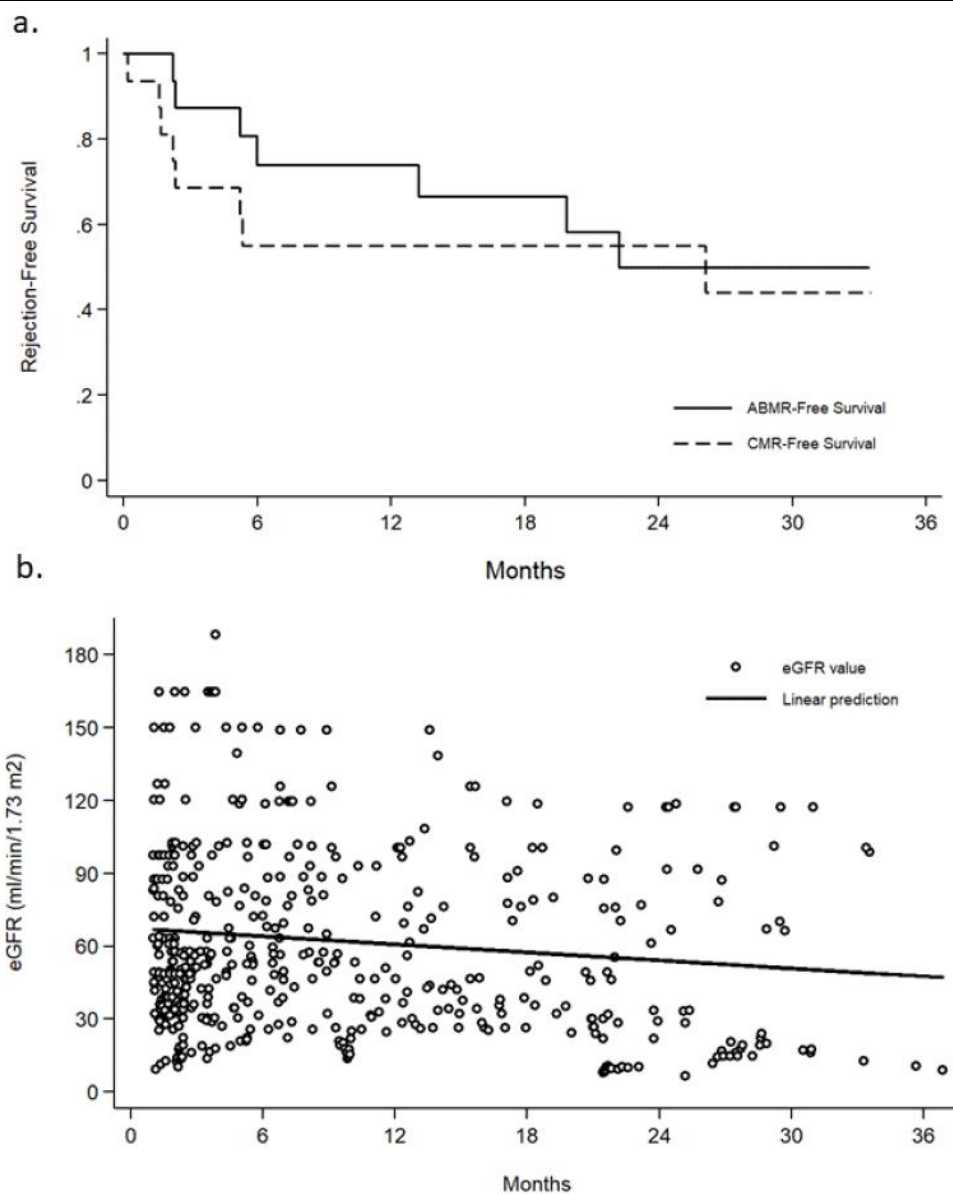 a.
1
.8
.6
.4
.2
0
Rejection-Free Survival
ABMR-Free Survival
CMR-Free Survival
0 6 12 18 24 30 36
Months
b.
180
150
120
90
60
30
0
eGFR (ml/min/1.73 m2)
eGFR value
Linear prediction
0 6 12 18 24 30 36
Months